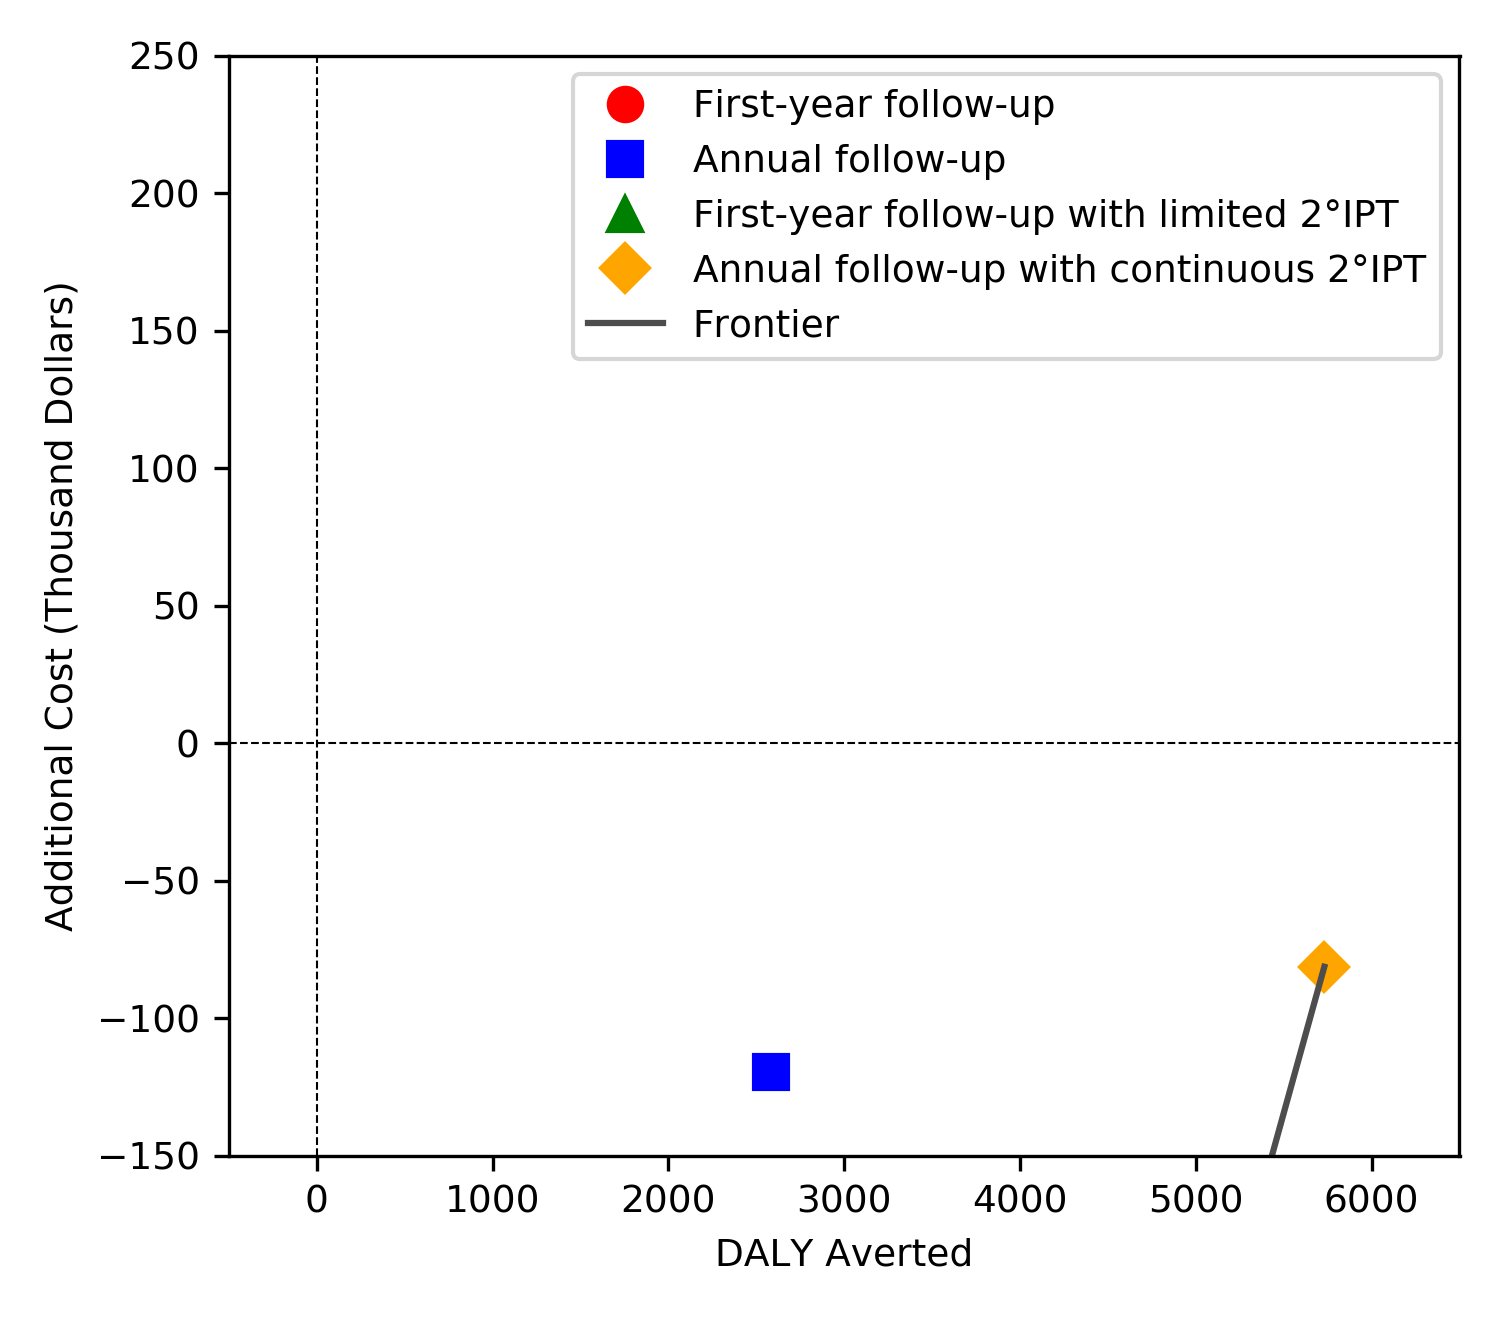 250
200
150
100
50
0
−50
−100
−150
Additional Cost (Thousand Dollars)
First-year follow-up
Annual follow-up
First-year follow-up with limited 2°IPT
Annual follow-up with continuous 2°IPT
Frontier
0 1000 2000 3000 4000 5000 6000
DALY Averted